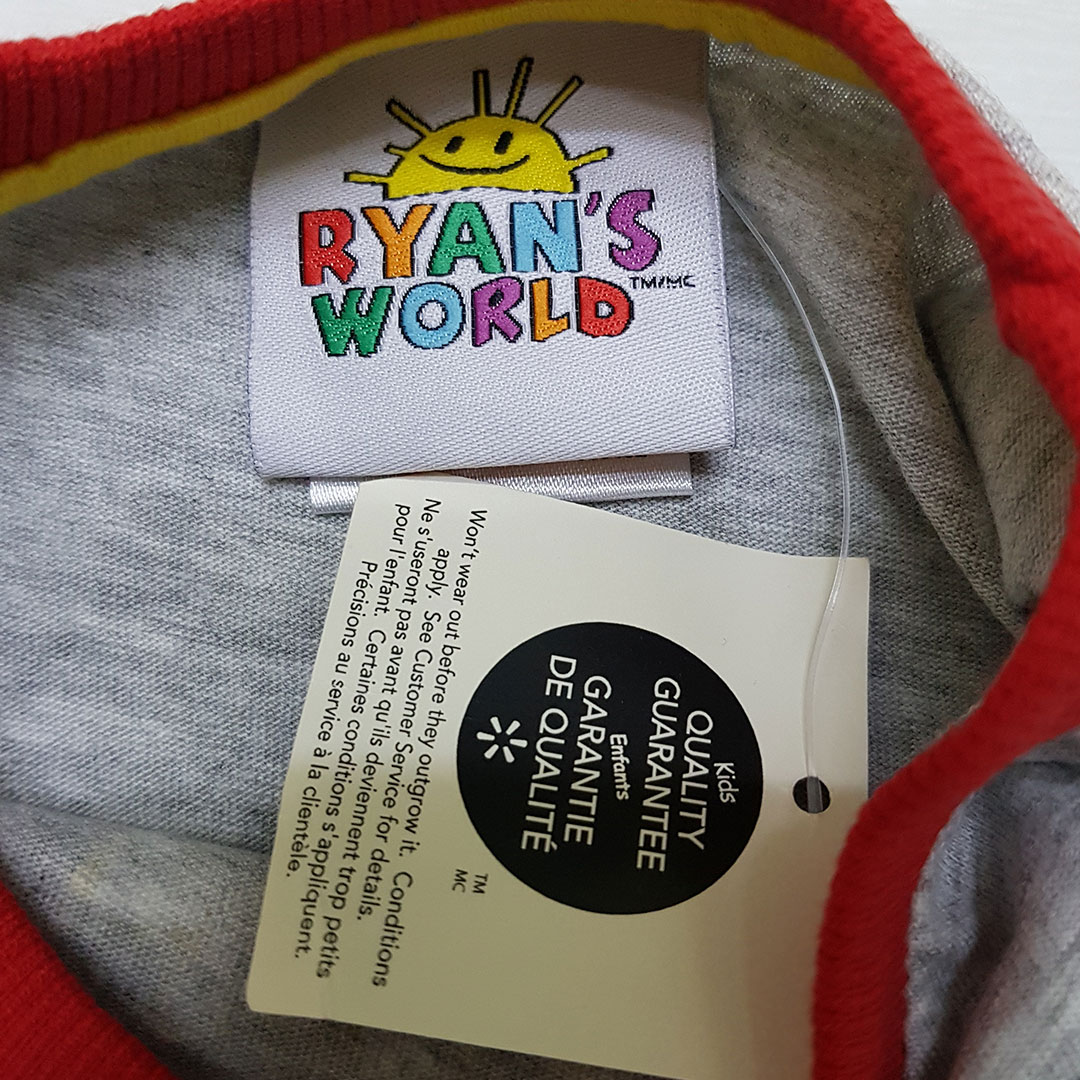 RYAN'S
WORLD
TM/MC
Kids
QUALITY
GUARANTEE
Enfants
GARANTIE
DE QUALITÉ
TM
MC
Won't wear out before they outgrow it. Conditions
apply. See Customer Service for details.
Ne s'useront pas avant qu'ils deviennent trop petits
pour l'enfant. Certaines conditions s'appliquent.
Précisions au service à la clientèle.